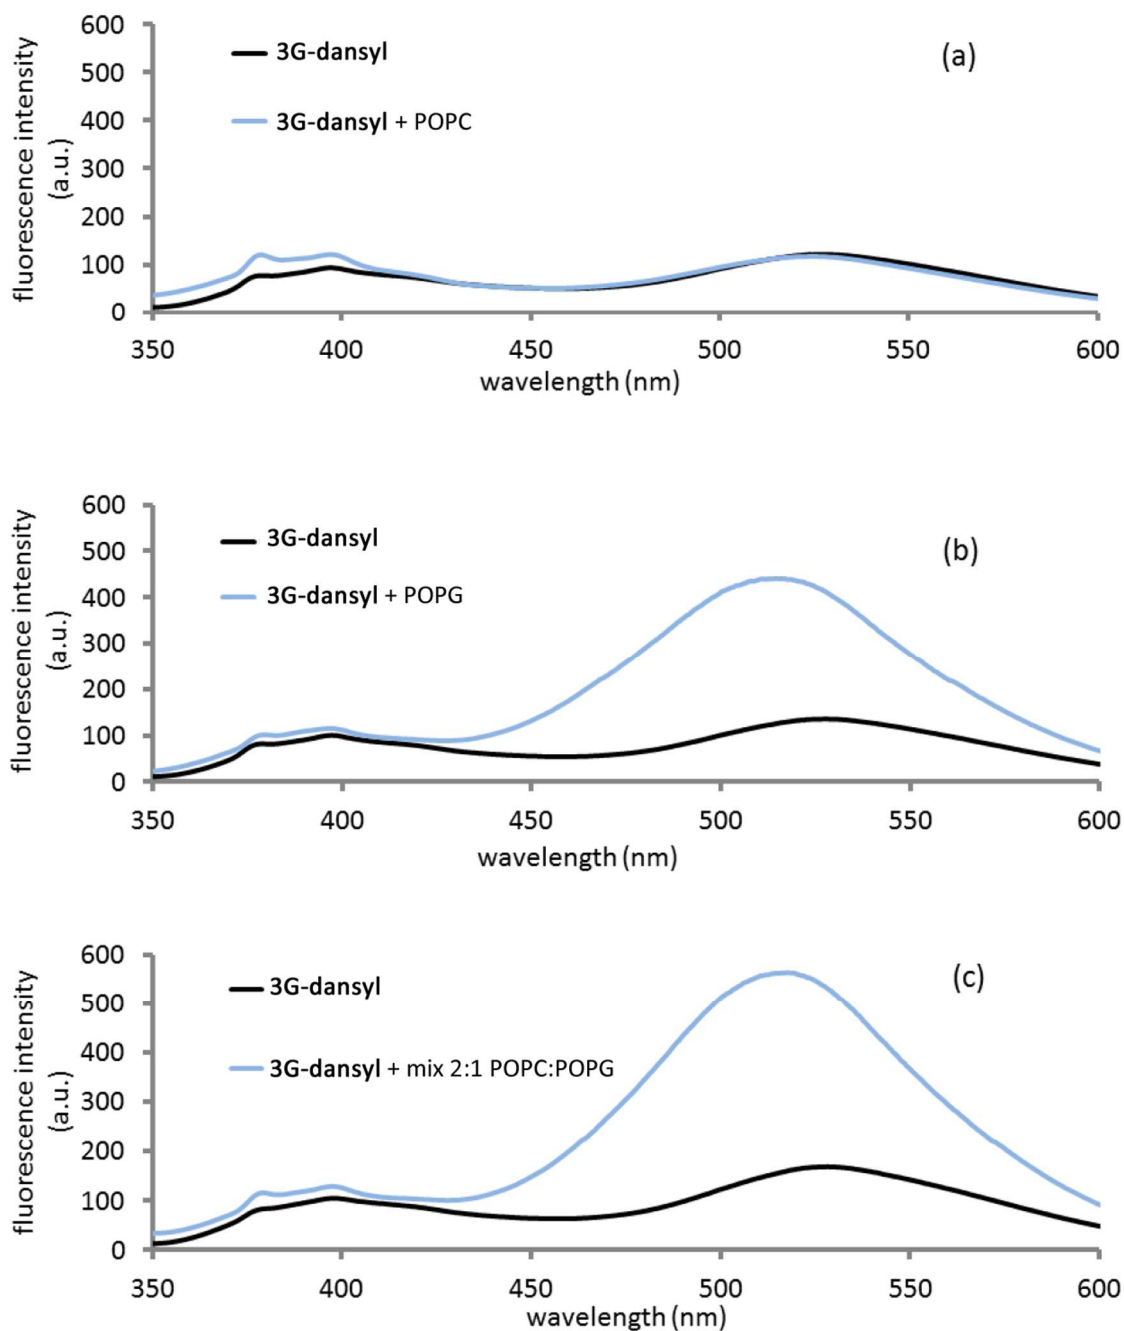 600
500
400
300
200
100
0
fluorescence intensity
(a.u.)
3G-dansyl
3G-dansyl + POPC
(a)
350 400 450 500 550 600
wavelength (nm)
600
500
400
300
200
100
0
fluorescence intensity
(a.u.)
3G-dansyl
3G-dansyl + POPG
(b)
350 400 450 500 550 600
wavelength (nm)
600
500
400
300
200
100
0
fluorescence intensity
(a.u.)
3G-dansyl
3G-dansyl + mix 2:1 POPC:POPG
(c)
350 400 450 500 550 600
wavelength (nm)